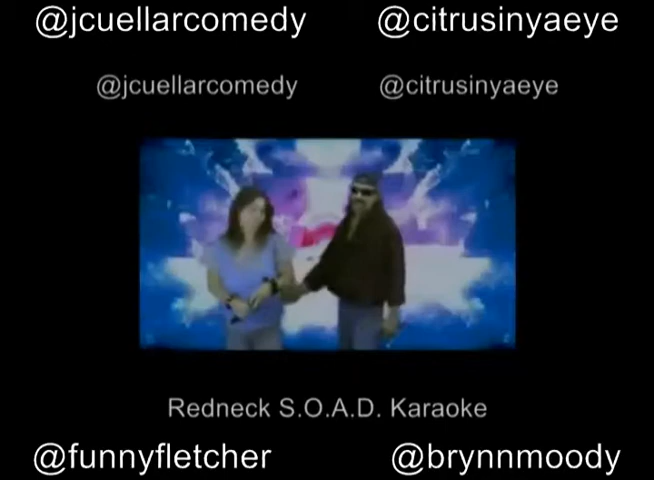 @jcuellarcomedy @citrusinyaeye
@jcuellarcomedy @citrusinyaeye
Redneck S.O.A.D. Karaoke
@funnyfletcher @brynnmoody